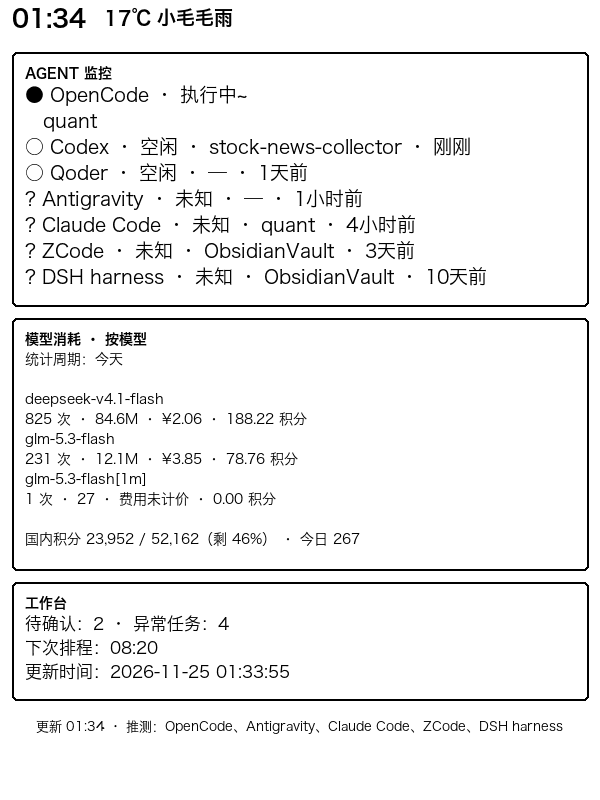 01:34 17℃ 小毛毛雨
AGENT 监控
● OpenCode · 执行中~
quant
○ Codex · 空闲 · stock-news-collector · 刚刚
○ Qoder · 空闲 · — · 1天前
? Antigravity · 未知 · — · 1小时前
? Claude Code · 未知 · quant · 4小时前
? ZCode · 未知 · ObsidianVault · 3天前
? DSH harness · 未知 · ObsidianVault · 10天前
模型消耗 · 按模型
统计周期：今天
deepseek-v4.1-flash
825 次 · 84.6M · ¥2.06 · 188.22 积分
glm-5.3-flash
231 次 · 12.1M · ¥3.85 · 78.76 积分
glm-5.3-flash[1m]
1 次 · 27 · 费用未计价 · 0.00 积分
国内积分 23,952 / 52,162（剩 46%） · 今日 267
工作台
待确认：2 · 异常任务：4
下次排程：08:20
更新时间：2026-11-25 01:33:55
更新 01:34 · 推测：OpenCode、Antigravity、Claude Code、ZCode、DSH harness